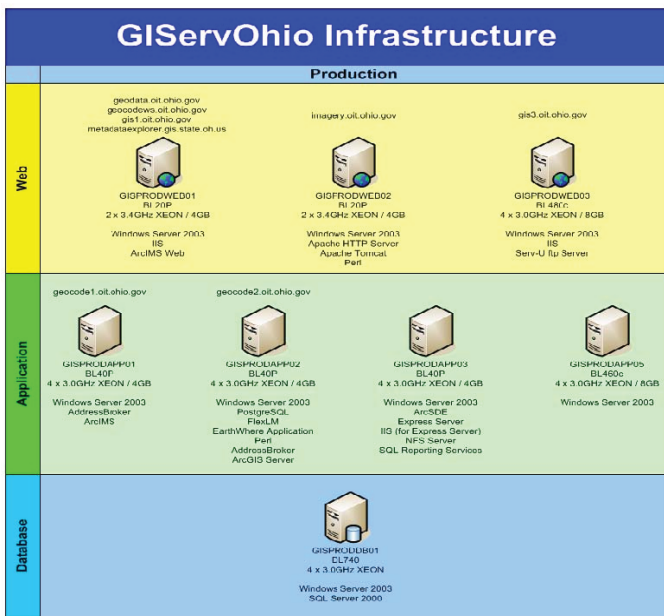 GIServOhio Infrastructure
Production
Web
geodata.oit.ohio.gov
geocodews.oit.ohio.gov
gis1.oit.ohio.gov
metadataexplorer.gis.state.oh.us
GISPRODWEB01
BL20P
2 x 3.4GHz XEON / 4GB
Windows Server 2003
IIS
ArcIMS Web
imagery.oit.ohio.gov
GISPRODWEB02
BL20P
2 x 3.4GHz XEON / 4GB
Windows Server 2003
Apache HTTP Server
Apache Tomcat
Perl
gis3.oit.ohio.gov
GISPRODWEB03
BL480c
4 x 3.0GHz XEON / 8GB
Windows Server 2003
IIS
Serv-U ftp Server
Application
geocode1.oit.ohio.gov
GISPRODAPP01
BL40P
4 x 3.0GHz XEON / 4GB
Windows Server 2003
AddressBroker
ArcIMS
geocode2.oit.ohio.gov
GISPRODAPP02
BL40P
4 x 3.0GHz XEON / 4GB
Windows Server 2003
PostgreSQL
FlexLM
EarthWhere Application
Perl
AddressBroker
ArcGIS Server
GISPRODAPP03
BL40P
4 x 3.0GHz XEON / 4GB
Windows Server 2003
ArcSDE
Express Server
IIS (for Express Server)
NFS Server
SQL Reporting Services
GISPRODAPP05
BL460c
4 x 3.0GHz XEON / 8GB
Windows Server 2003
Database
GISPRODDB01
DL740
4 x 3.0GHz XEON
Windows Server 2003
SQL Server 2000